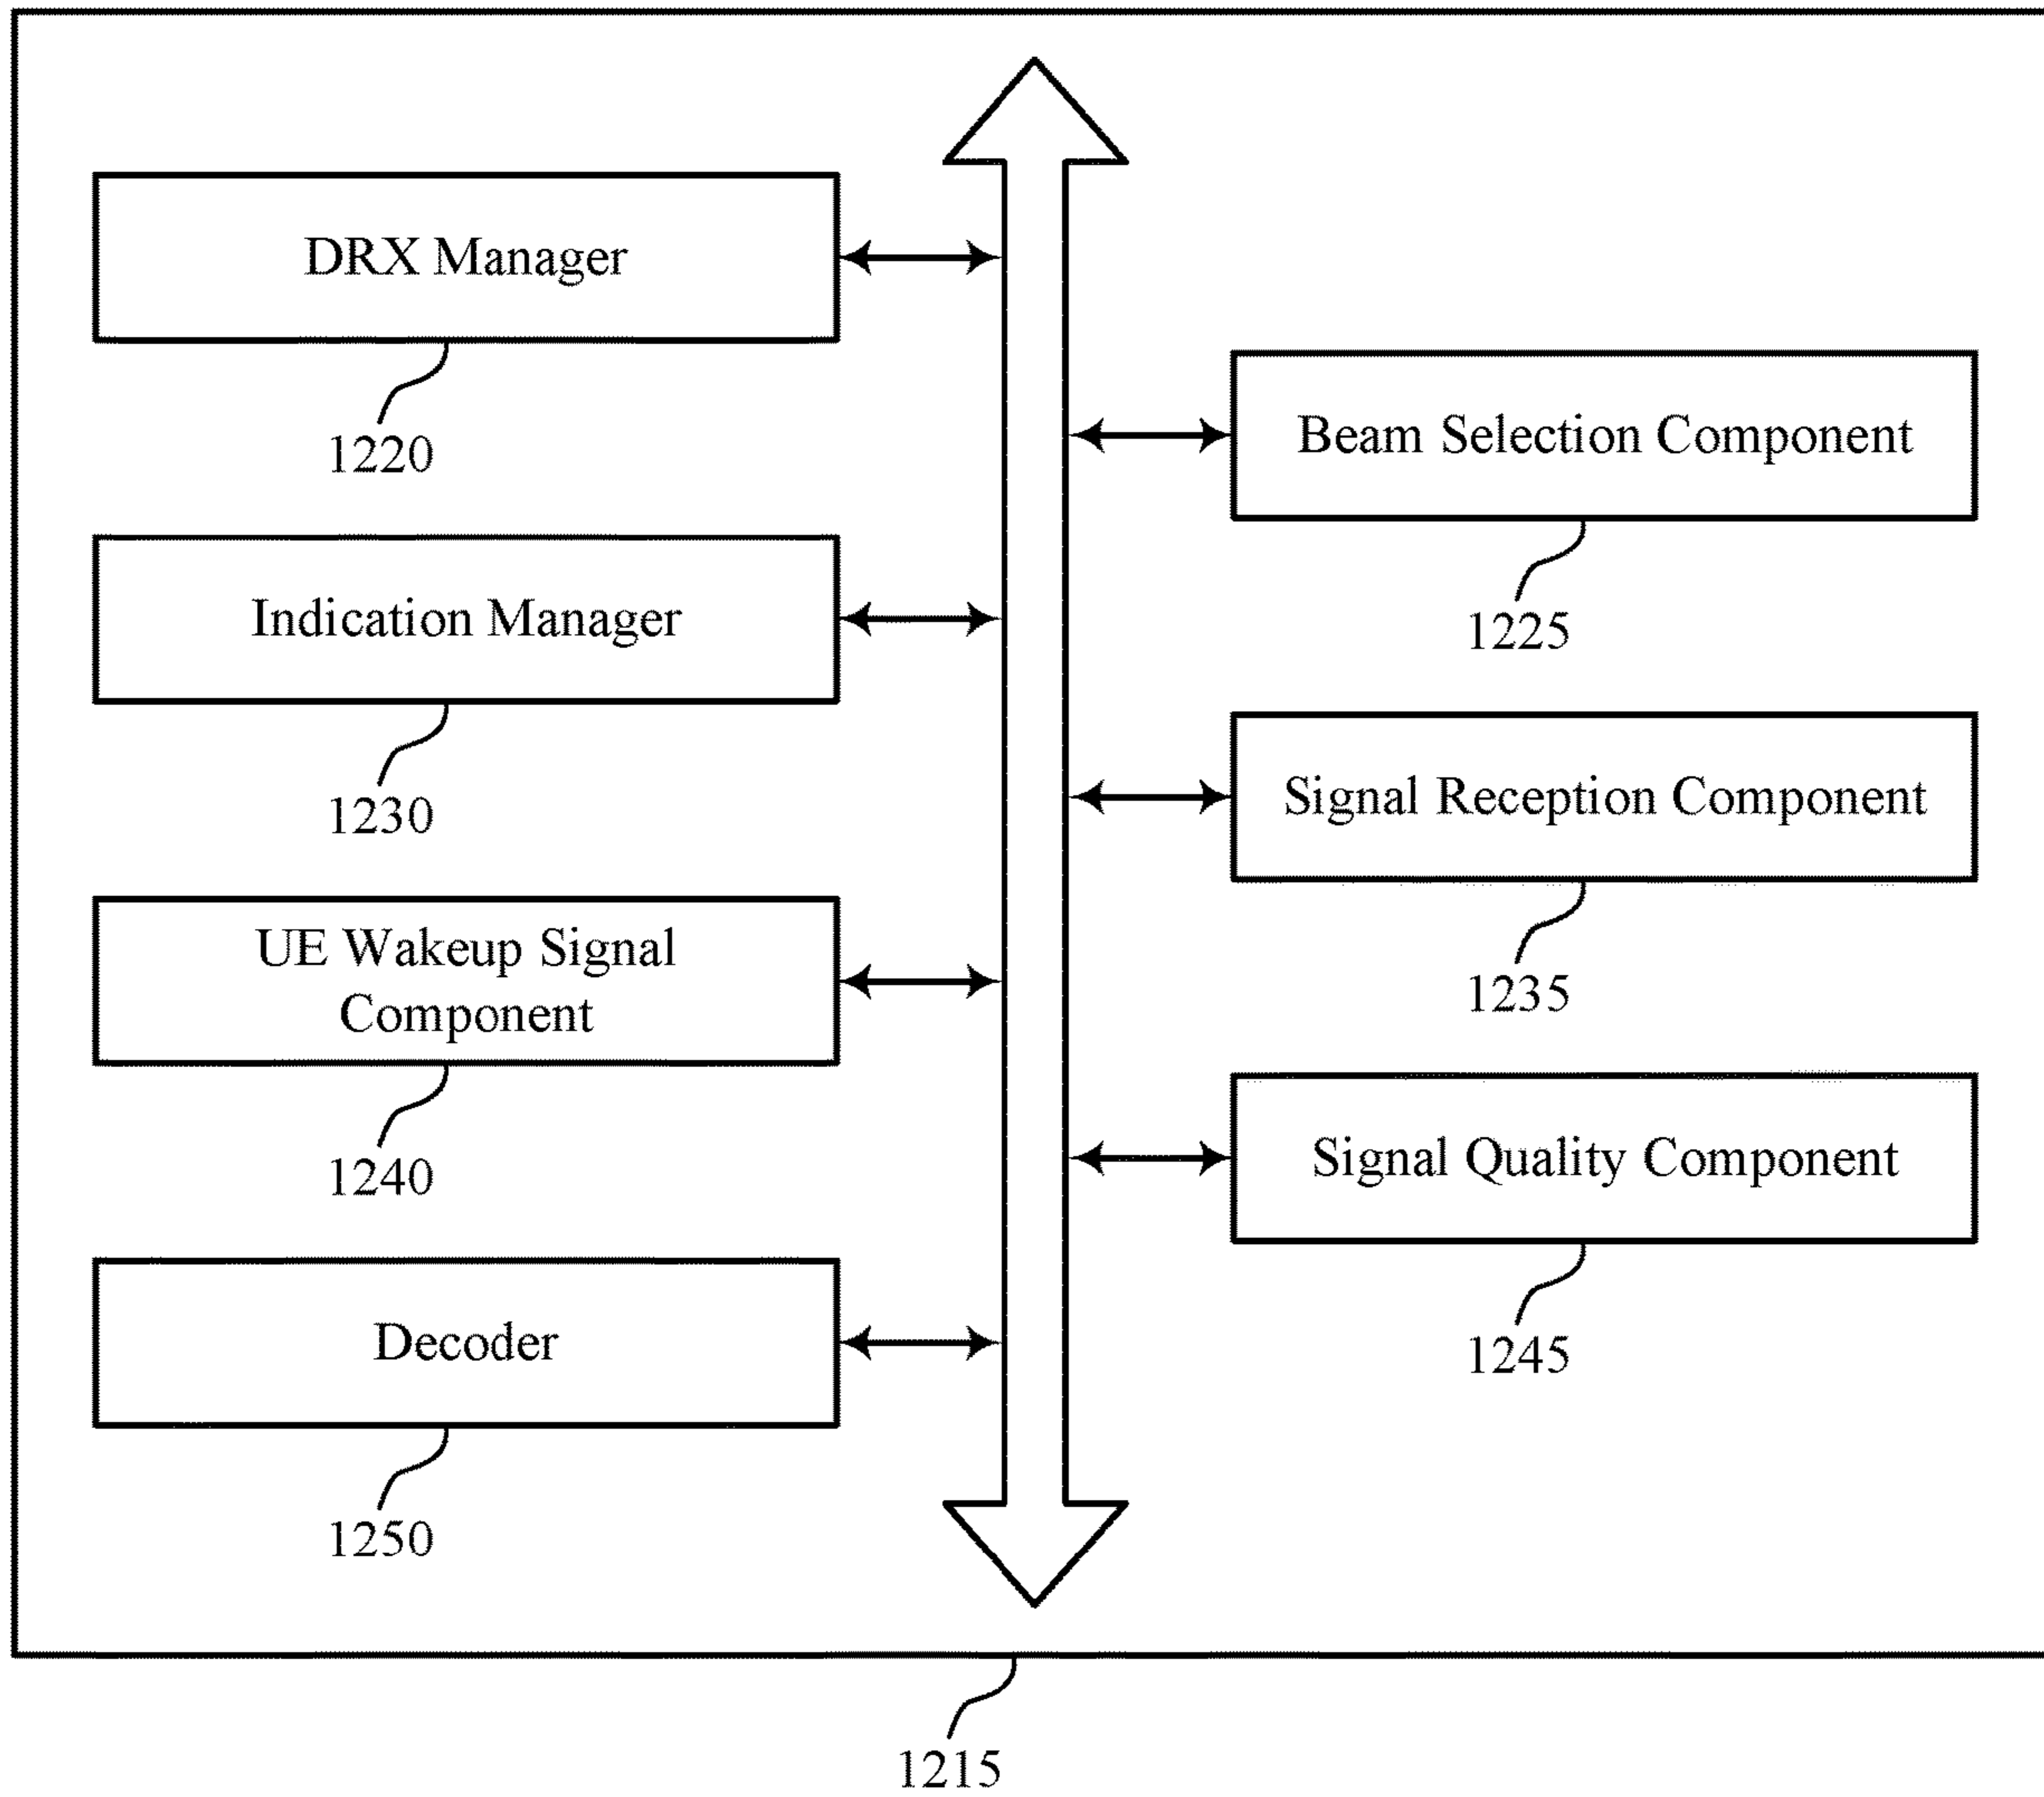 DRX Manager
1220
Beam Selection Component
1225
Indication Manager
1230
Signal Reception Component
1235
UE Wakeup Signal
Component
1240
Signal Quality Component
1245
Decoder
1250
1215